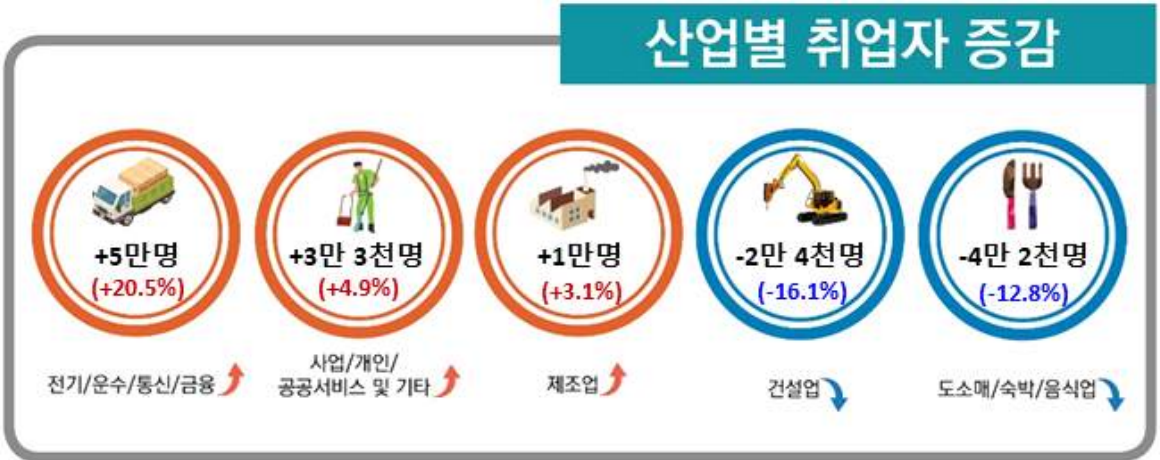 산업별 취업자 증감
+5만명
(+20.5%)
전기/운수/통신/금융
+3만 3천명
(+4.9%)
사업/개인/
공공서비스 및 기타
+1만명
(+3.1%)
제조업
-2만 4천명
(-16.1%)
건설업
-4만 2천명
(-12.8%)
도소매/숙박/음식업